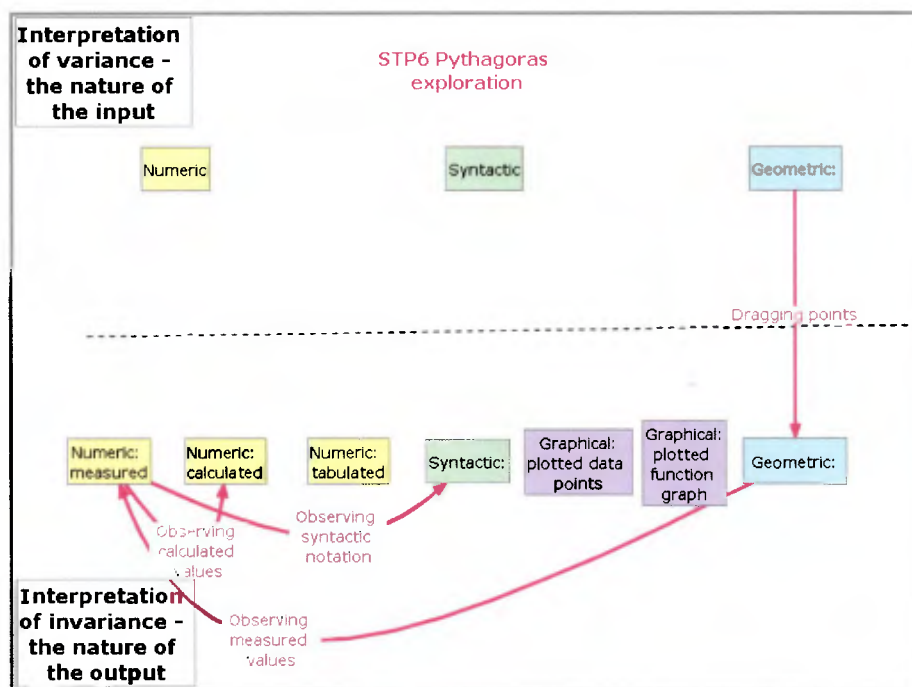 Interpretation
of variance -
the nature of
the input
STP6 Pythagoras
exploration
Numeric
Syntactic
Geometric:
Dragging points
Numeric:
measured
Numeric:
calculated
Numeric:
tabulated
Syntactic:
Graphical:
plotted data
points
Graphical:
plotted
function
graph
Geometric:
Observing
calculated
values
Observing
syntactic
notation
Observing
measured
values
Interpretation
of invariance -
the nature of
the output